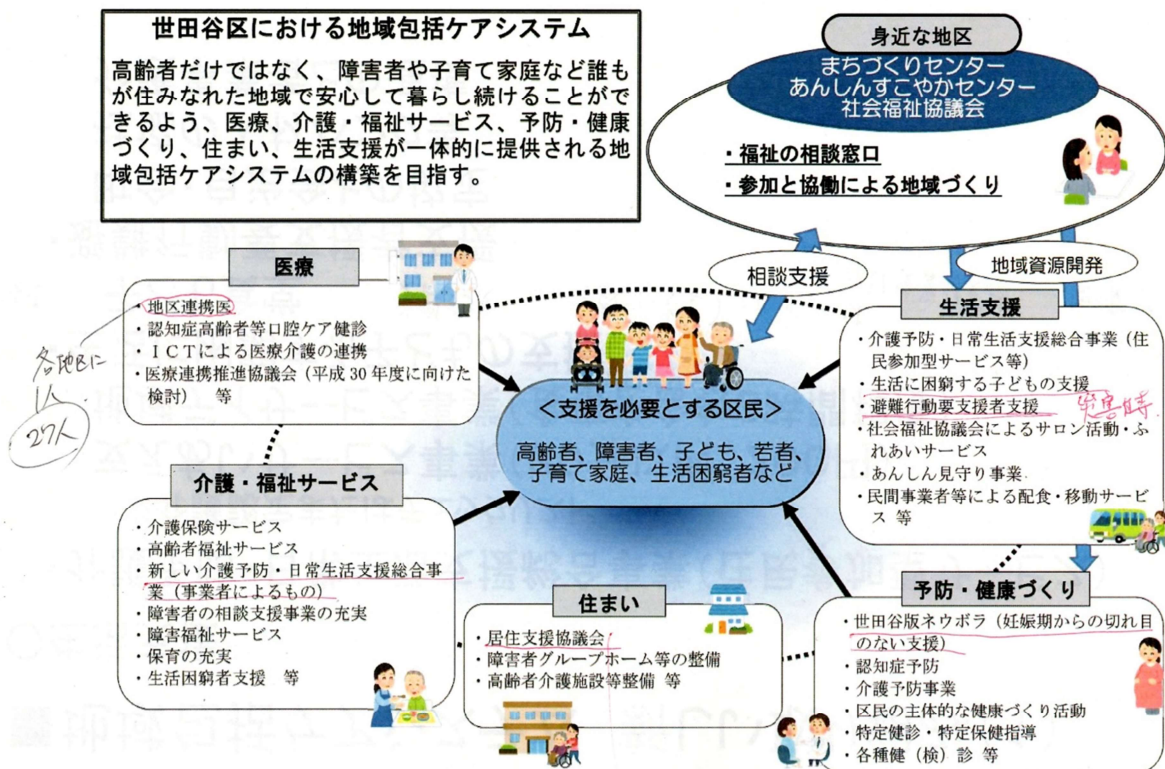 世田谷区における地域包括ケアシステム
高齢者だけではなく、障害者や子育て家庭など誰も
が住みなれた地域で安心して暮らし続けることがで
きるよう、医療、介護・福祉サービス、予防・健康
づくり、住まい、生活支援が一体的に提供される地
域包括ケアシステムの構築を目指す。
身近な地区
まちづくりセンター
あんしんすこやかセンター
社会福祉協議会
・福祉の相談窓口
・参加と協働による地域づくり
相談支援
地域資源開発
医療
・地区連携医
・認知症高齢者等口腔ケア健診
・ICTによる医療介護の連携
・医療連携推進協議会（平成30年度に向けた
検討） 等
各地区に
1人
27人
<支援を必要とする区民>
高齢者、障害者、子ども、若者、
子育て家庭、生活困窮者など
生活支援
・介護予防・日常生活支援総合事業（住
民参加型サービス等）
・生活に困窮する子どもの支援
・避難行動要支援者支援
災害時
・社会福祉協議会によるサロン活動・ふ
れあいサービス
・あんしん見守り事業
・民間事業者等による配食・移動サービ
ス 等
介護・福祉サービス
・介護保険サービス
・高齢者福祉サービス
・新しい介護予防・日常生活支援総合事
業（事業者によるもの）
・障害者の相談支援事業の充実
・障害福祉サービス
・保育の充実
・生活困窮者支援 等
住まい
・居住支援協議会
・障害者グループホーム等の整備
・高齢者介護施設等整備 等
予防・健康づくり
・世田谷版ネウボラ（妊娠期からの切れ目
のない支援）
・認知症予防
・介護予防事業
・区民の主体的な健康づくり活動
・特定健診・特定保健指導
・各種健（検）診 等